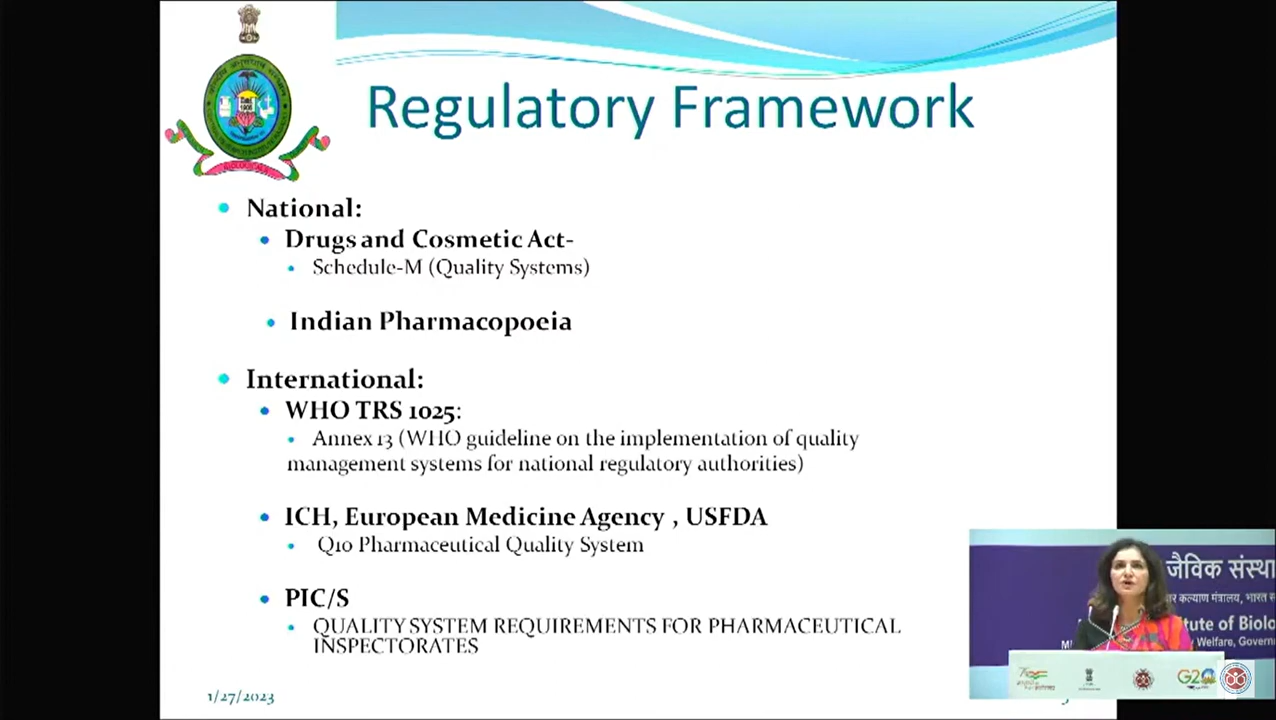 Regulatory Framework
National:
Drugs and Cosmetic Act-
Schedule-M (Quality Systems)
Indian Pharmacopoeia
International:
WHO TRS 1025:
Annex 13 (WHO guideline on the implementation of quality
management systems for national regulatory authorities)
ICH, European Medicine Agency , USFDA
Q10 Pharmaceutical Quality System
PIC/S
QUALITY SYSTEM REQUIREMENTS FOR PHARMACEUTICAL
INSPECTORATES
1/27/2023
जैविक संस्था
कल्याण मंत्रालय, भारत
tute of Biolo
Welfare, Govern
G20